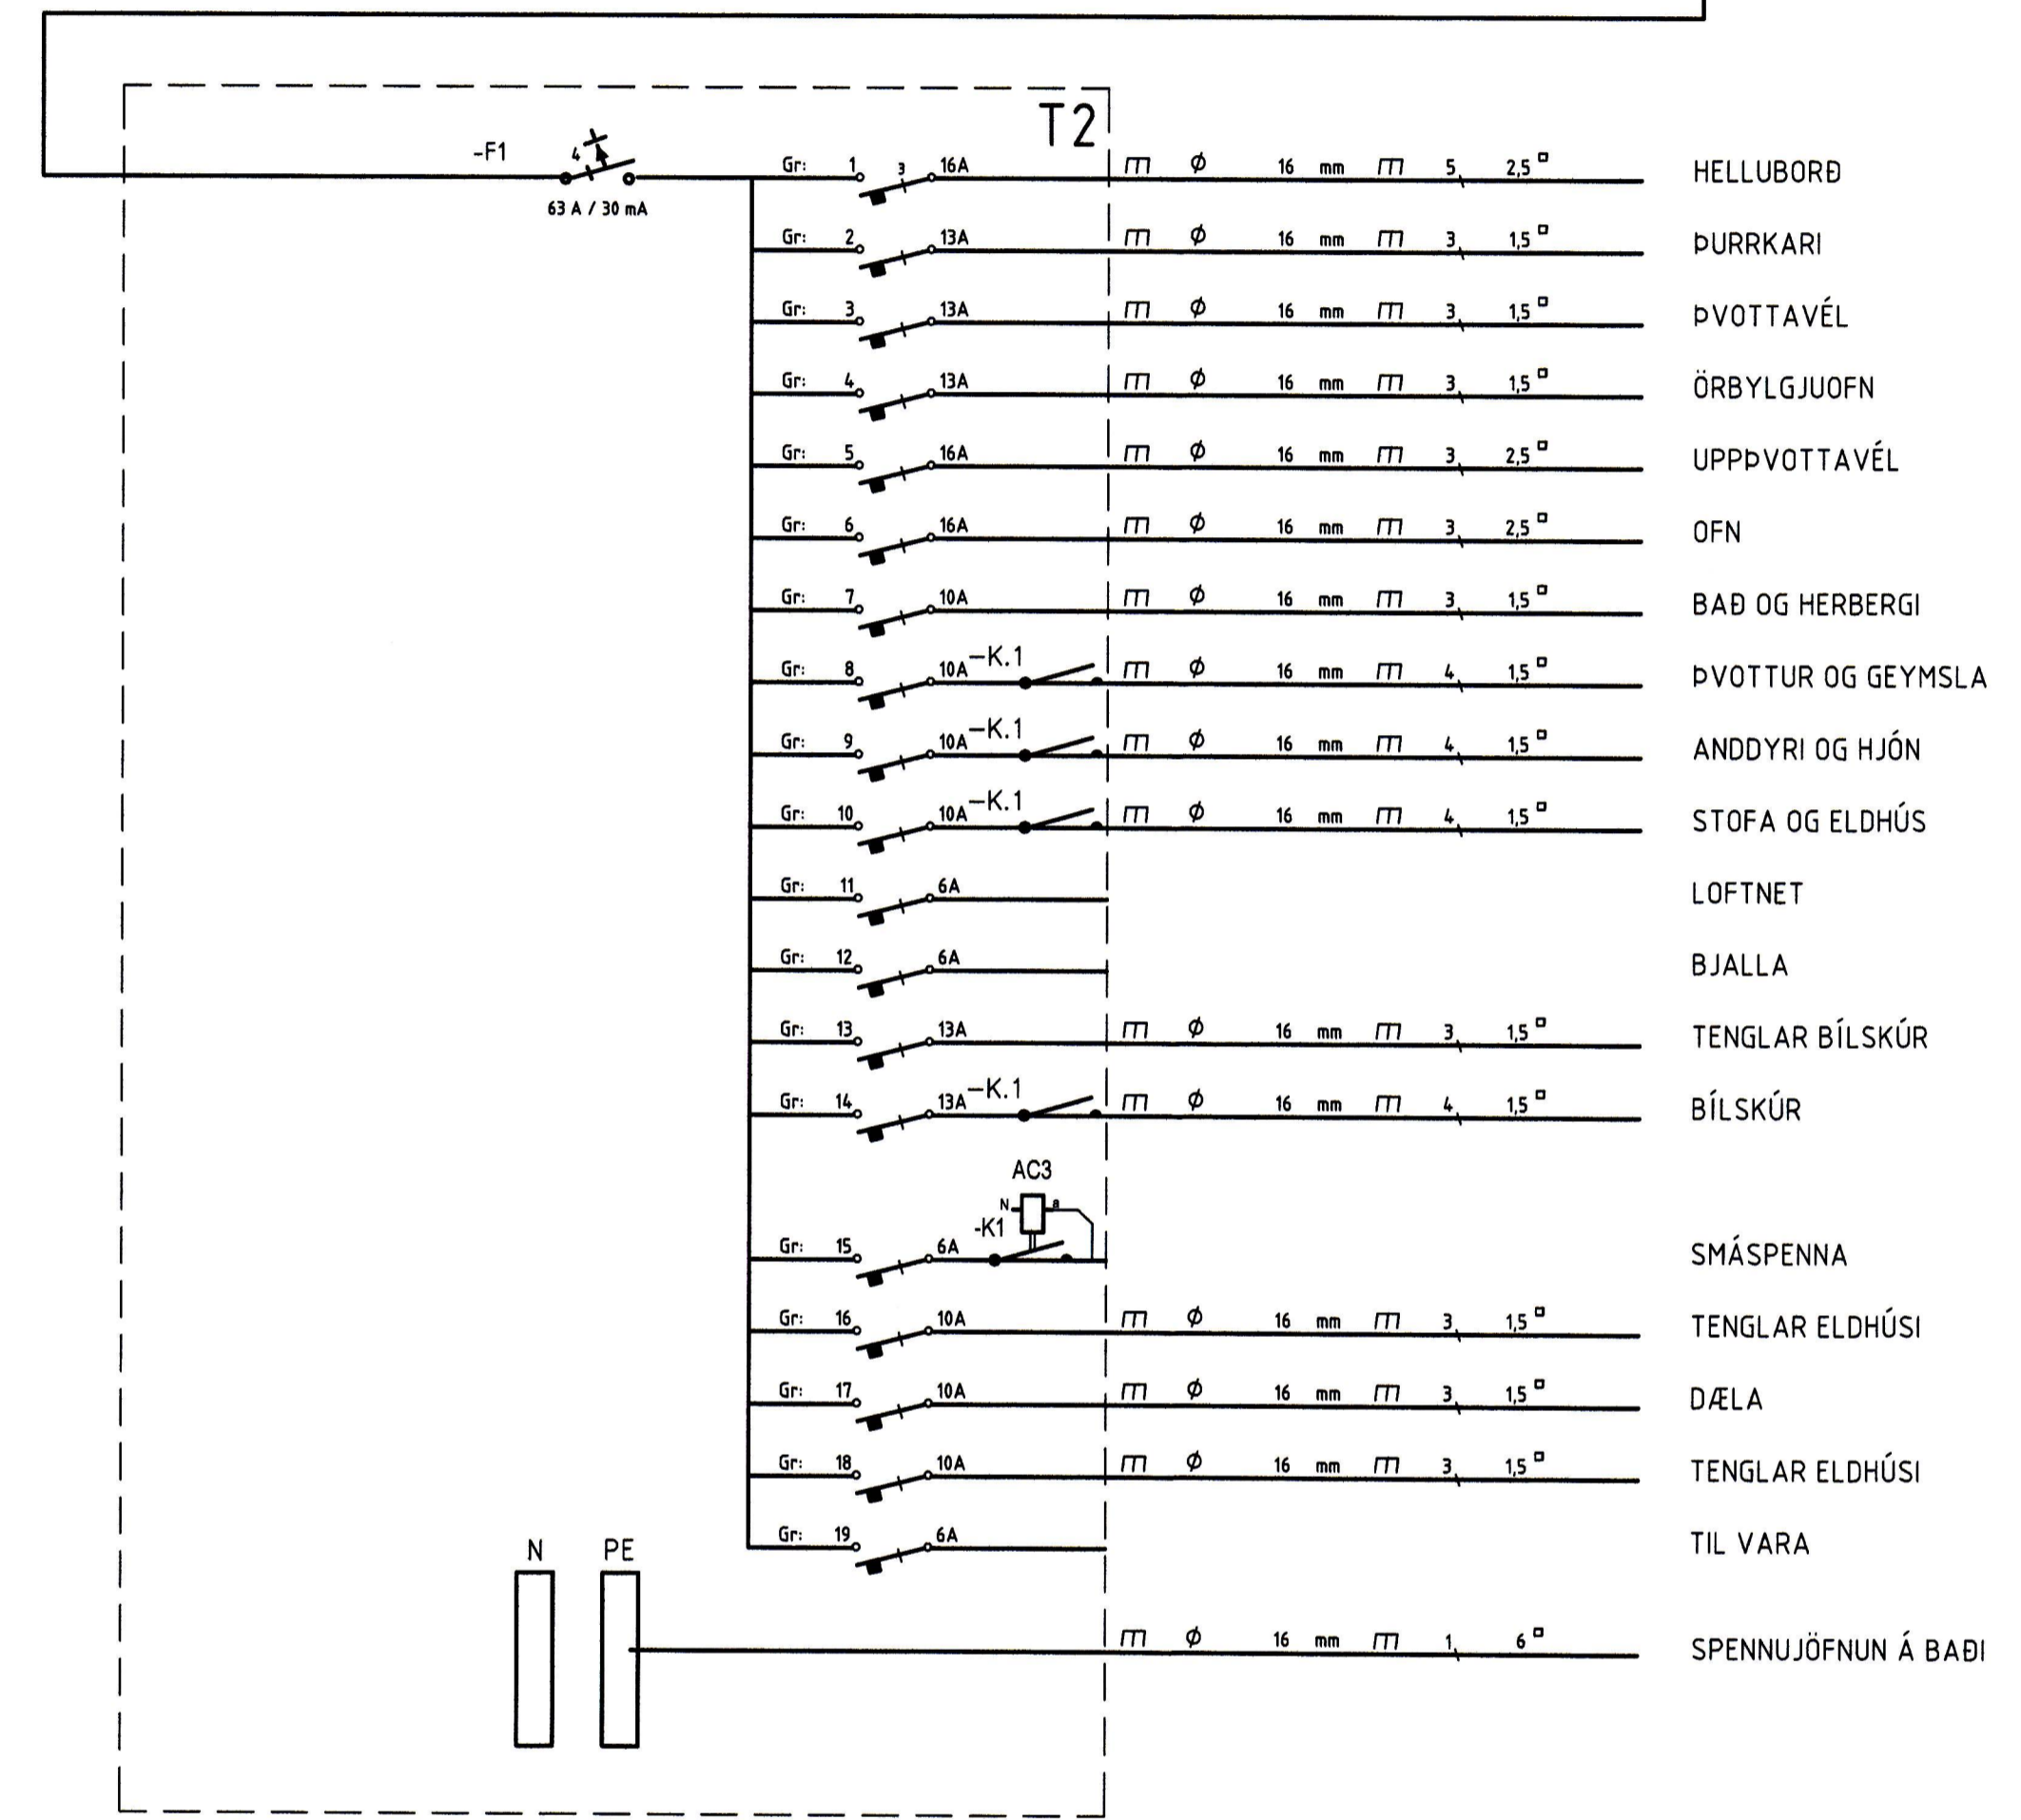 T2
-F1 4
63 A / 30 mA
Gr: 1 3 16A Ø 16 mm 5 2,5 □ HELLUBORÐ
Gr: 2 13A Ø 16 mm 3 1,5 □ ÞURRKARI
Gr: 3 13A Ø 16 mm 3 1,5 □ ÞVOTTAVÉL
Gr: 4 13A Ø 16 mm 3 1,5 □ ÖRBYLGJUOFN
Gr: 5 16A Ø 16 mm 3 2,5 □ UPPÞVOTTAVÉL
Gr: 6 16A Ø 16 mm 3 2,5 □ OFN
Gr: 7 10A Ø 16 mm 3 1,5 □ BAÐ OG HERBERGI
Gr: 8 10A -K.1 Ø 16 mm 4 1,5 □ ÞVOTTUR OG GEYMSLA
Gr: 9 10A -K.1 Ø 16 mm 4 1,5 □ ANDDYRI OG HJÓN
Gr: 10 10A -K.1 Ø 16 mm 4 1,5 □ STOFA OG ELDHÚS
Gr: 11 6A LOFTNET
Gr: 12 6A BJALLA
Gr: 13 13A Ø 16 mm 3 1,5 □ TENGLAR BÍLSKÚR
Gr: 14 13A -K.1 Ø 16 mm 4 1,5 □ BÍLSKÚR
AC3
N a
-K1
Gr: 15 6A SMÁSPENNA
Gr: 16 10A Ø 16 mm 3 1,5 □ TENGLAR ELDHÚSI
Gr: 17 10A Ø 16 mm 3 1,5 □ DÆLA
Gr: 18 10A Ø 16 mm 3 1,5 □ TENGLAR ELDHÚSI
Gr: 19 6A TIL VARA
N PE
Ø 16 mm 1 6 □ SPENNUJÖFNUN Á BAÐI